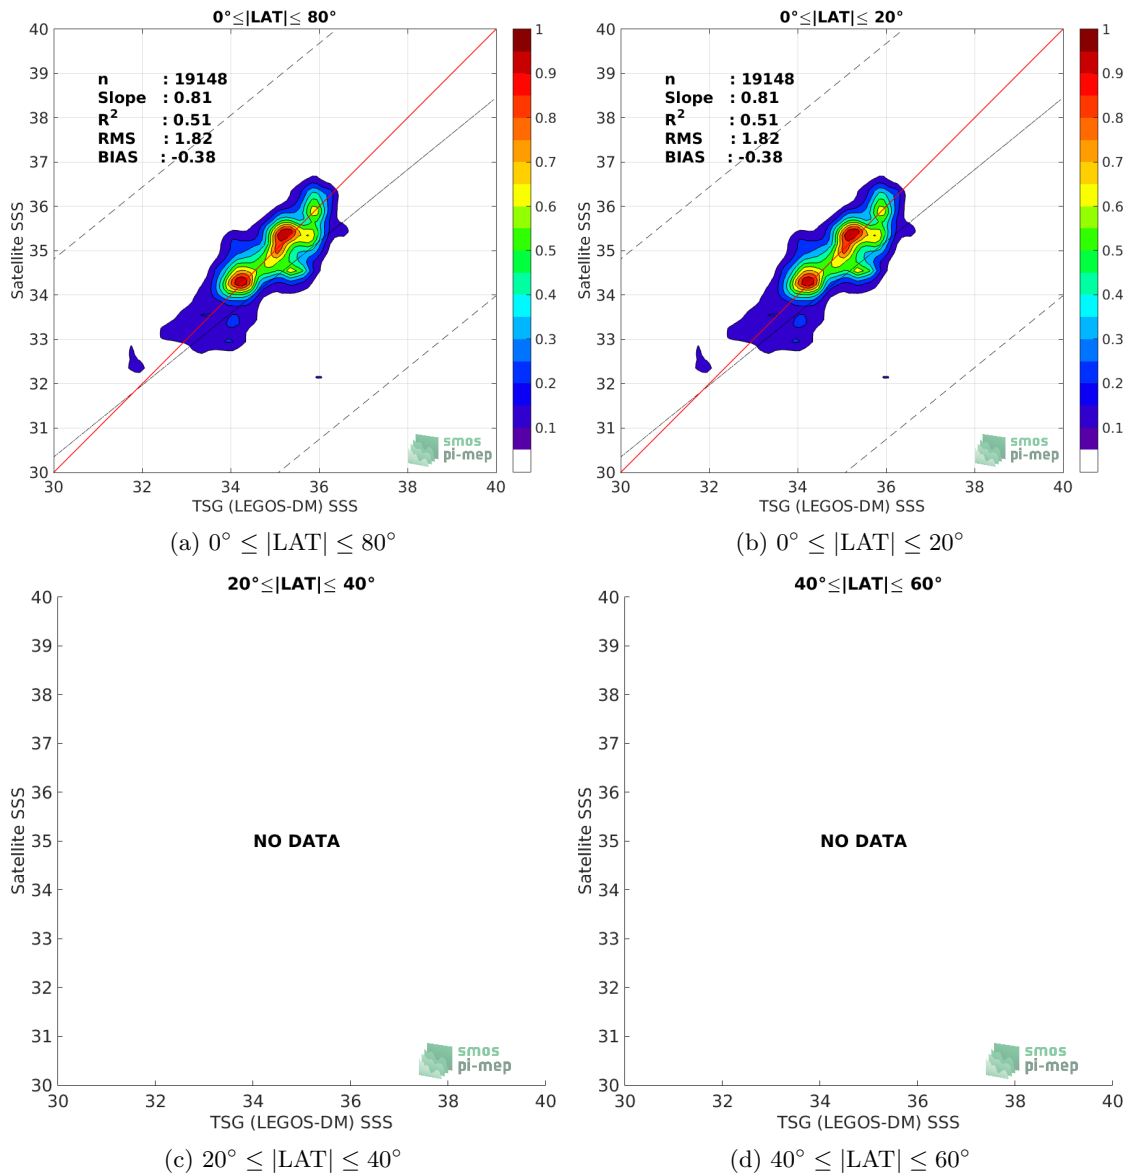 0°≤|LAT|≤ 80°
n : 19148
Slope : 0.81
R2 : 0.51
RMS : 1.82
BIAS : -0.38
40
39
38
37
36
35
34
33
32
31
30
Satellite SSS
30 32 34 36 38 40
TSG (LEGOS-DM) SSS
1
0.9
0.8
0.7
0.6
0.5
0.4
0.3
0.2
0.1
smos
pi-mep
(a) 0° ≤ |LAT| ≤ 80°
0°≤|LAT|≤ 20°
n : 19148
Slope : 0.81
R2 : 0.51
RMS : 1.82
BIAS : -0.38
40
39
38
37
36
35
34
33
32
31
30
Satellite SSS
30 32 34 36 38 40
TSG (LEGOS-DM) SSS
1
0.9
0.8
0.7
0.6
0.5
0.4
0.3
0.2
0.1
smos
pi-mep
(b) 0° ≤ |LAT| ≤ 20°
20°≤|LAT|≤ 40°
40
39
38
37
36
35
34
33
32
31
30
Satellite SSS
NO DATA
smos
pi-mep
30 32 34 36 38 40
TSG (LEGOS-DM) SSS
(c) 20° ≤ |LAT| ≤ 40°
40°≤|LAT|≤ 60°
40
39
38
37
36
35
34
33
32
31
30
Satellite SSS
NO DATA
smos
pi-mep
30 32 34 36 38 40
TSG (LEGOS-DM) SSS
(d) 40° ≤ |LAT| ≤ 60°